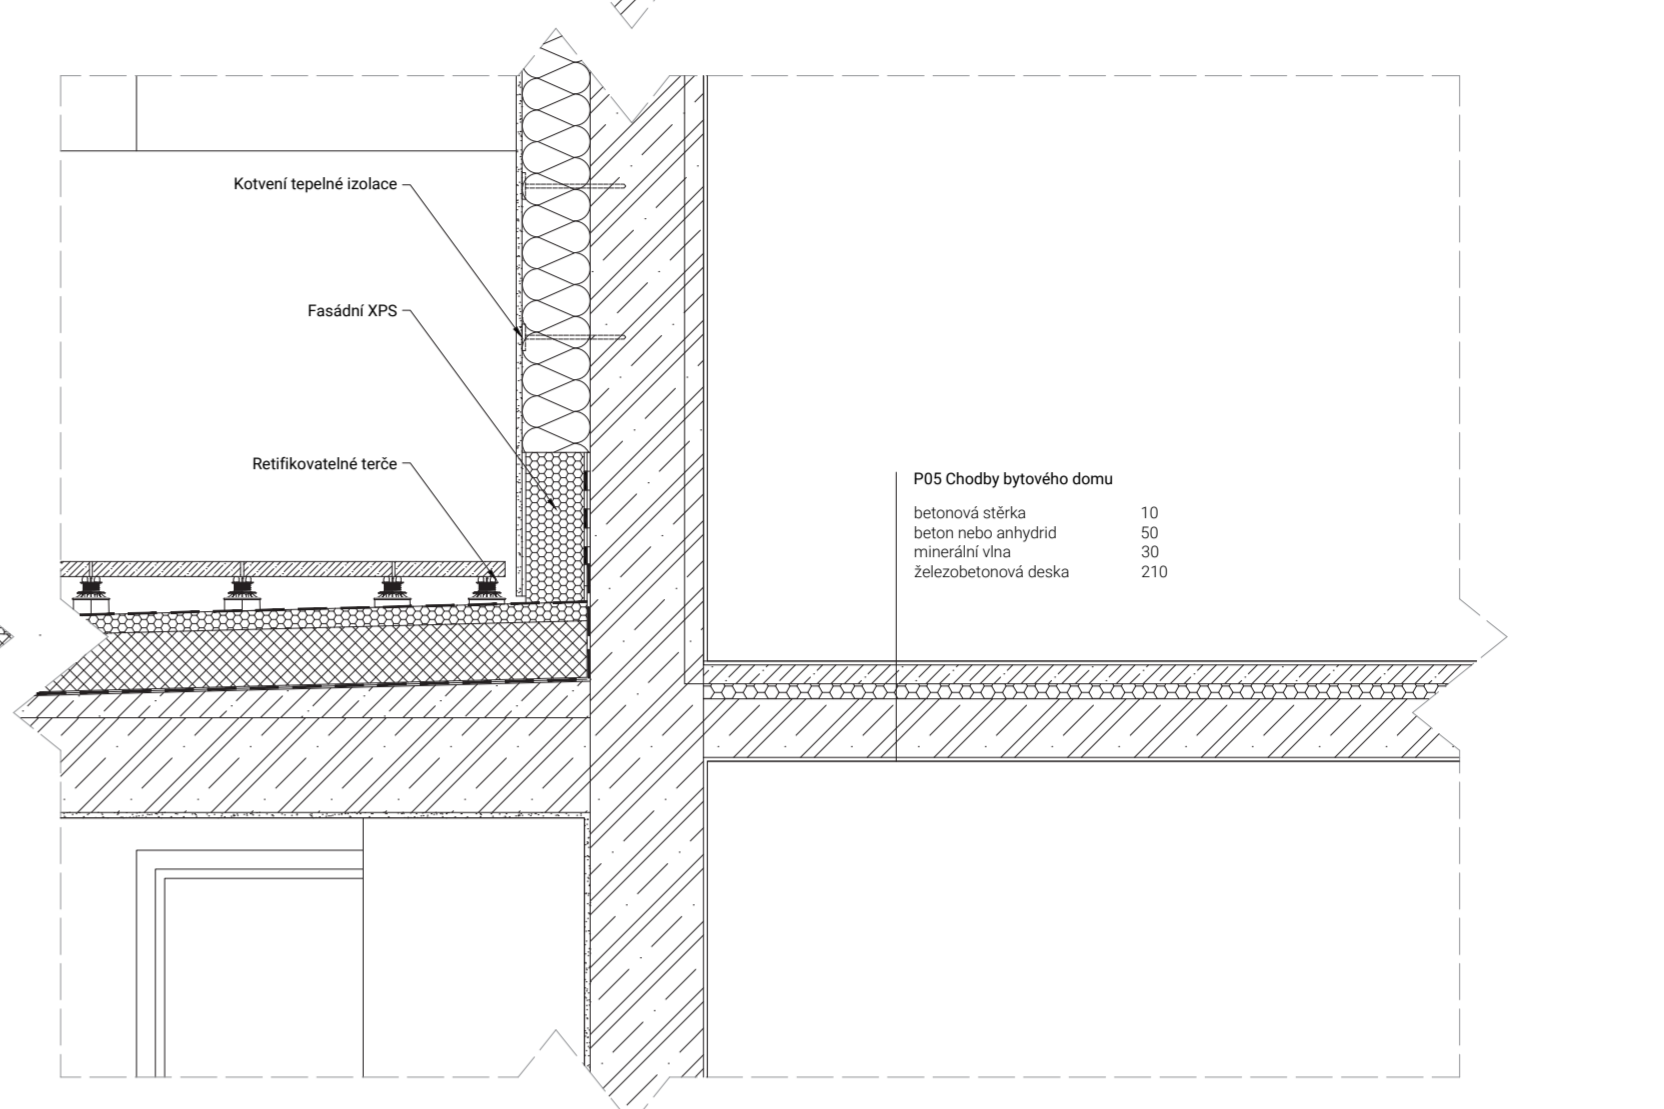 Kotvení tepelné izolace
Fasádní XPS
Retifikovatelné terče
P05 Chodby bytového domu
betonová stěrka 10
beton nebo anhydrid 50
minerální vlna 30
železobetonová deska 210